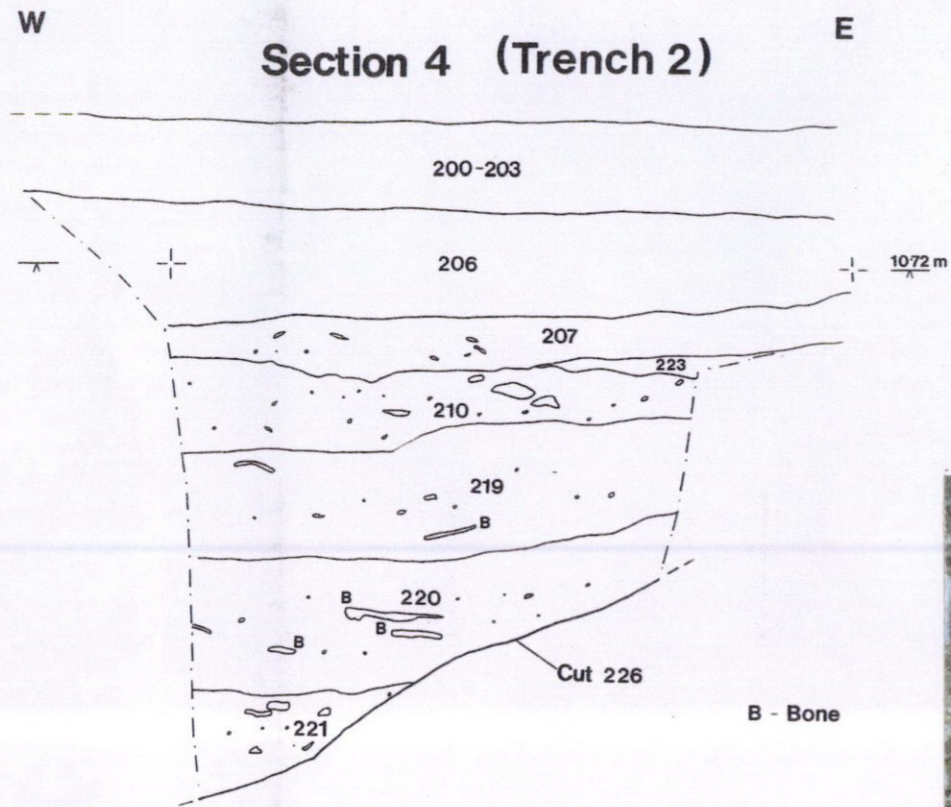 W
E
Section 4 (Trench 2)
200-203
206
10·72 m
207
223
210
219
B
B
220
B
B
Cut 226
B - Bone
221